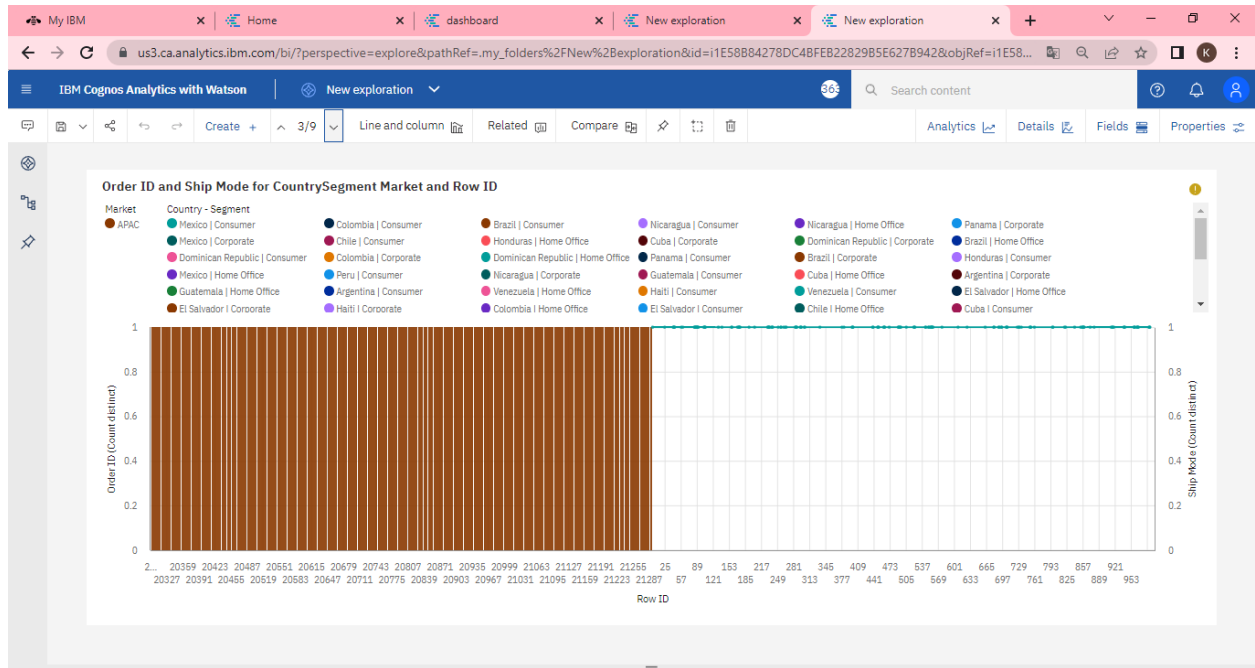 My IBM Home dashboard New exploration New exploration
us3.ca.analytics.ibm.com/bi/?perspective=explore&pathRef=.my_folders%2FNew%2Bexploration&id=i1E58B84278DC4BFEB22829B5E627B942&objRef=i1E58... K
IBM Cognos Analytics with Watson New exploration 363 Search content
Create + 3/9 Line and column Related Compare Analytics Details Fields Properties
Order ID and Ship Mode for CountrySegment Market and Row ID
Market Country - Segment
APAC Mexico | Consumer Colombia | Consumer Brazil | Consumer Nicaragua | Consumer Nicaragua | Home Office Panama | Corporate
Mexico | Corporate Chile | Consumer Honduras | Home Office Cuba | Corporate Dominican Republic | Corporate Brazil | Home Office
Dominican Republic | Consumer Colombia | Corporate Dominican Republic | Home Office Panama | Consumer Brazil | Corporate Honduras | Consumer
Mexico | Home Office Peru | Consumer Nicaragua | Corporate Guatemala | Consumer Cuba | Home Office Argentina | Corporate
Guatemala | Home Office Argentina | Consumer Venezuela | Home Office Haiti | Consumer Venezuela | Consumer El Salvador | Home Office
El Salvador | Corporate Haiti | Corporate Colombia | Home Office El Salvador | Consumer Chile | Home Office Cuba | Consumer
1 1
0.8 0.8
0.6 0.6
0.4 0.4
0.2 0.2
0 0
Order ID (Count distinct)
Ship Mode (Count distinct)
2... 20359 20423 20487 20551 20615 20679 20743 20807 20871 20935 20999 21063 21127 21191 21255 25 89 153 217 281 345 409 473 537 601 665 729 793 857 921
20327 20391 20455 20519 20583 20647 20711 20775 20839 20903 20967 21031 21095 21159 21223 21287 57 121 185 249 313 377 441 505 569 633 697 761 825 889 953
Row ID